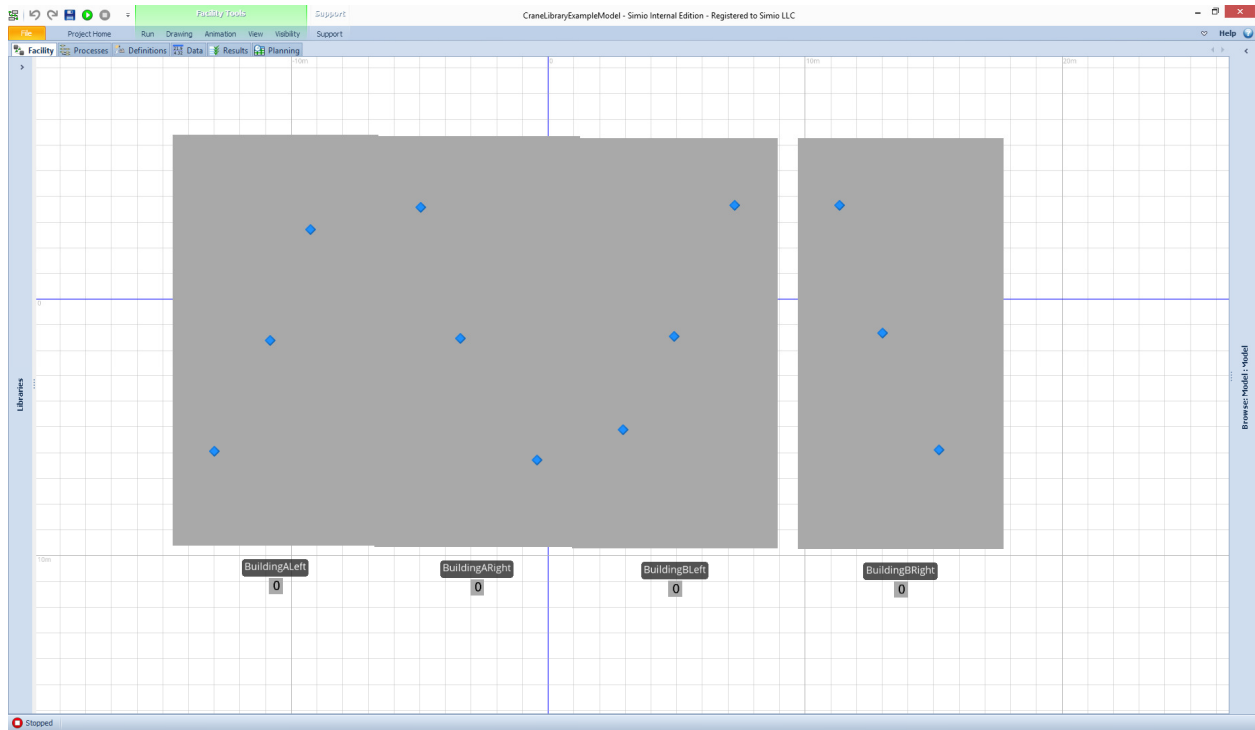 Facility Tools Support CraneLibraryExampleModel - Simio Internal Edition - Registered to Simio LLC
File Project Home Run Drawing Animation View Visibility Support Help
Facility Processes Definitions Data Results Planning
-10m 0 10m 20m
0
Libraries
Browse: Model : Model
10m
BuildingALeft BuildingARight BuildingBLeft BuildingBRight
0 0 0 0
Stopped